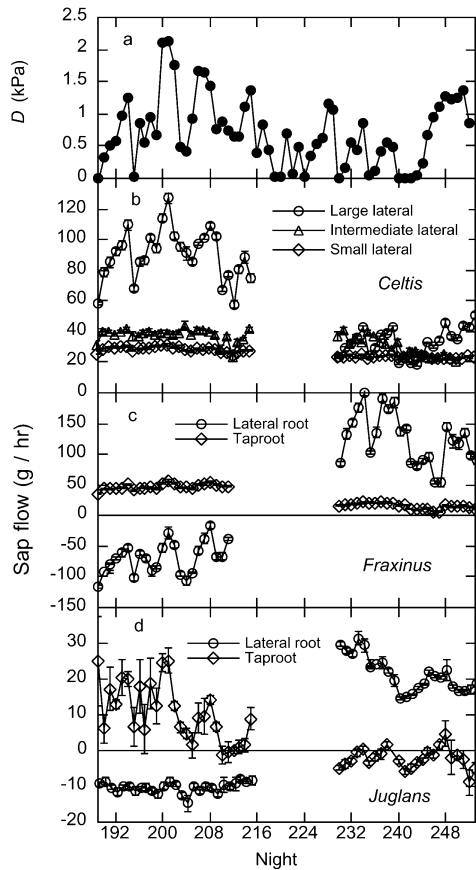 a
D (kPa)
2.5
2
1.5
1
0.5
0
b
Large lateral
Intermediate lateral
Small lateral
Celtis
120
100
80
60
40
20
0
c
Lateral root
Taproot
150
100
50
0
-50
-100
-150
Fraxinus
Sap flow (g / hr)
d
Lateral root
Taproot
30
20
10
0
-10
-20
Juglans
192 200 208 216 224 232 240 248
Night